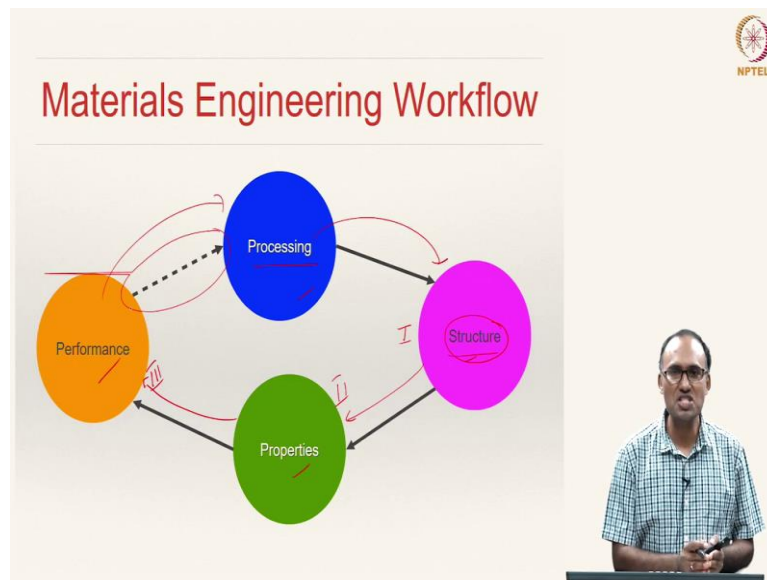 NPTEL
Materials Engineering Workflow
Processing
Structure
I
Performance
III
II
Properties